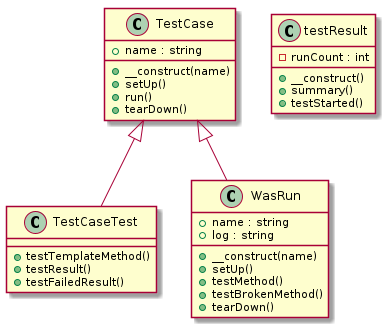 C TestCase
name : string
__construct(name)
setUp()
run()
tearDown()
C testResult
runCount : int
__construct()
summary()
testStarted()
C TestCaseTest
testTemplateMethod()
testResult()
testFailedResult()
C WasRun
name : string
log : string
__construct(name)
setUp()
testMethod()
testBrokenMethod()
tearDown()